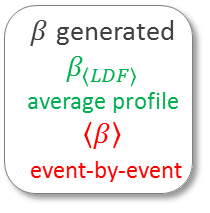 β generated
β⟨LDF⟩
average profile
⟨β⟩
event-by-event